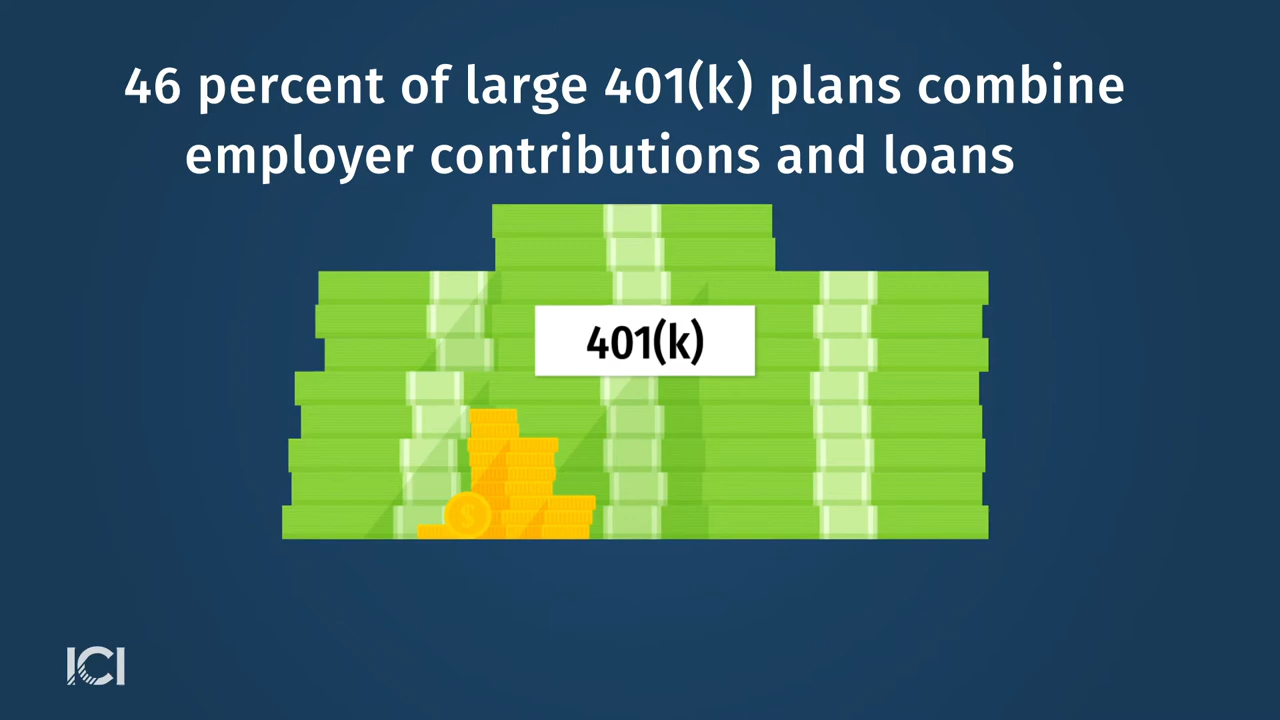 46 percent of large 401(k) plans combine
employer contributions and loans
401(k)
$
ICI